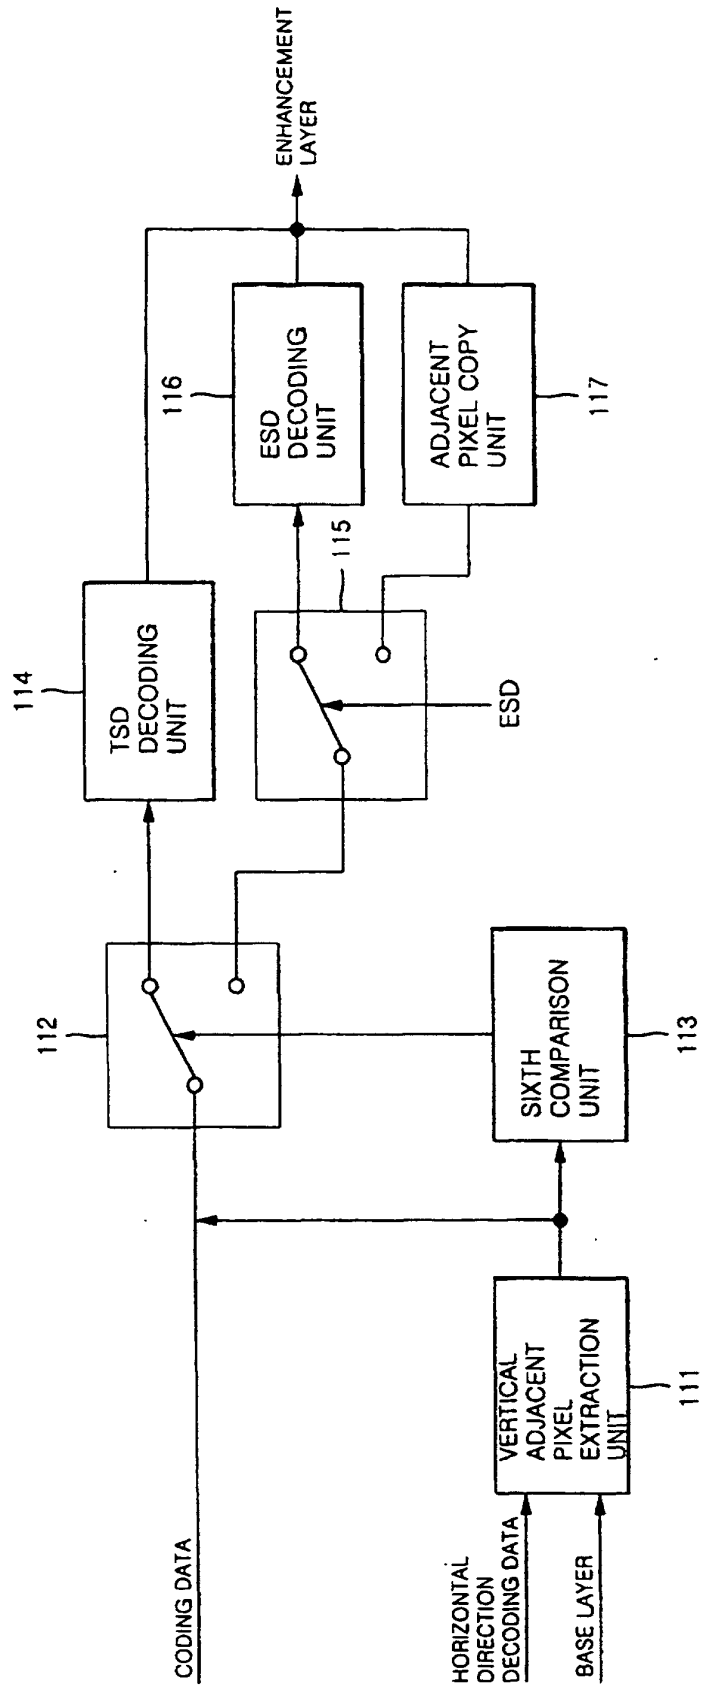 CODING DATA
HORIZONTAL
DIRECTION
DECODING DATA
BASE LAYER
VERTICAL
ADJACENT
PIXEL
EXTRACTION
UNIT
111
112
SIXTH
COMPARISON
UNIT
113
114
TSD
DECODING
UNIT
115
ESD
116
ESD
DECODING
UNIT
ADJACENT
PIXEL COPY
UNIT
117
ENHANCEMENT
LAYER